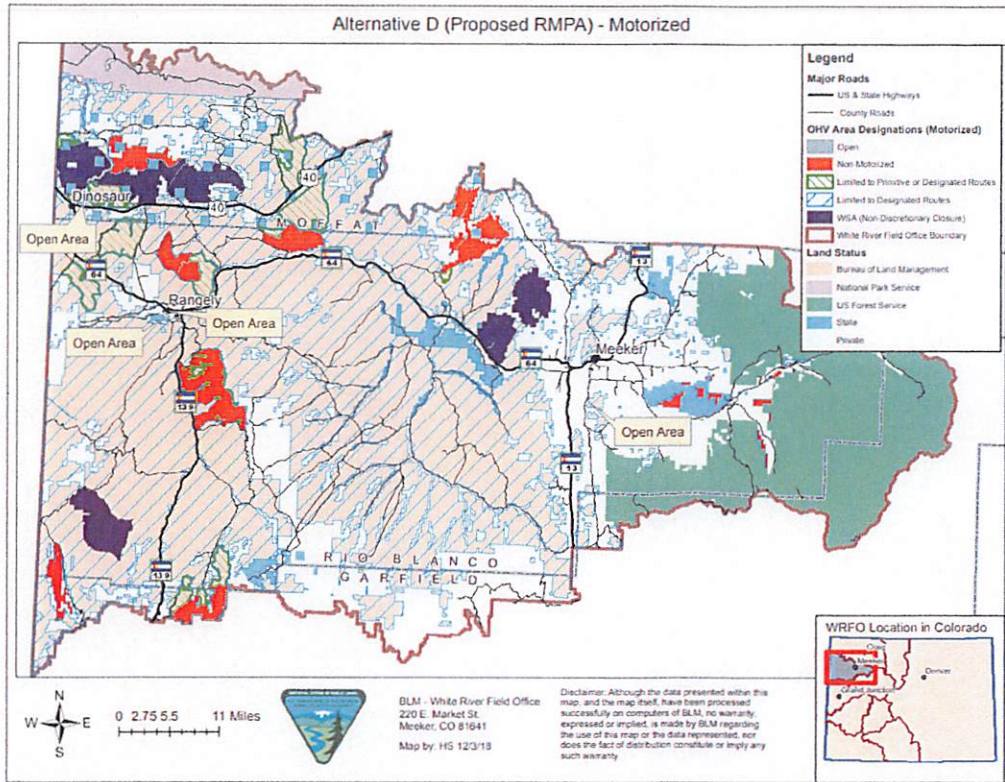 Alternative D (Proposed RMPA) - Motorized
Legend
Major Roads
US & State Highways
County Roads
OHV Area Designations (Motorized)
Open
Non-Motorized
Limited to Primitive or Designated Routes
Limited to Designated Routes
WSA (Non-Discretionary Closure)
White River Field Office Boundary
Land Status
Bureau of Land Management
National Park Service
US Forest Service
State
Private
40
Dinosaur
40
MOFFAT
Open Area
64
64
13
Rangely
Open Area
Open Area
Meeker
64
139
Open Area
13
RIO BLANCO
GARFIELD
139
WRFO Location in Colorado
Craig
Meeker
Denver
Grand Junction
N
W E
S
0 2.75 5.5 11 Miles
BLM - White River Field Office
220 E. Market St.
Meeker, CO 81641
Map by: HS 12/3/18
Disclaimer: Although the data presented within this
map, and the map itself, have been processed
successfully on computers of BLM, no warranty,
expressed or implied, is made by BLM regarding
the use of this map or the data represented, nor
does the fact of distribution constitute or imply any
such warranty.